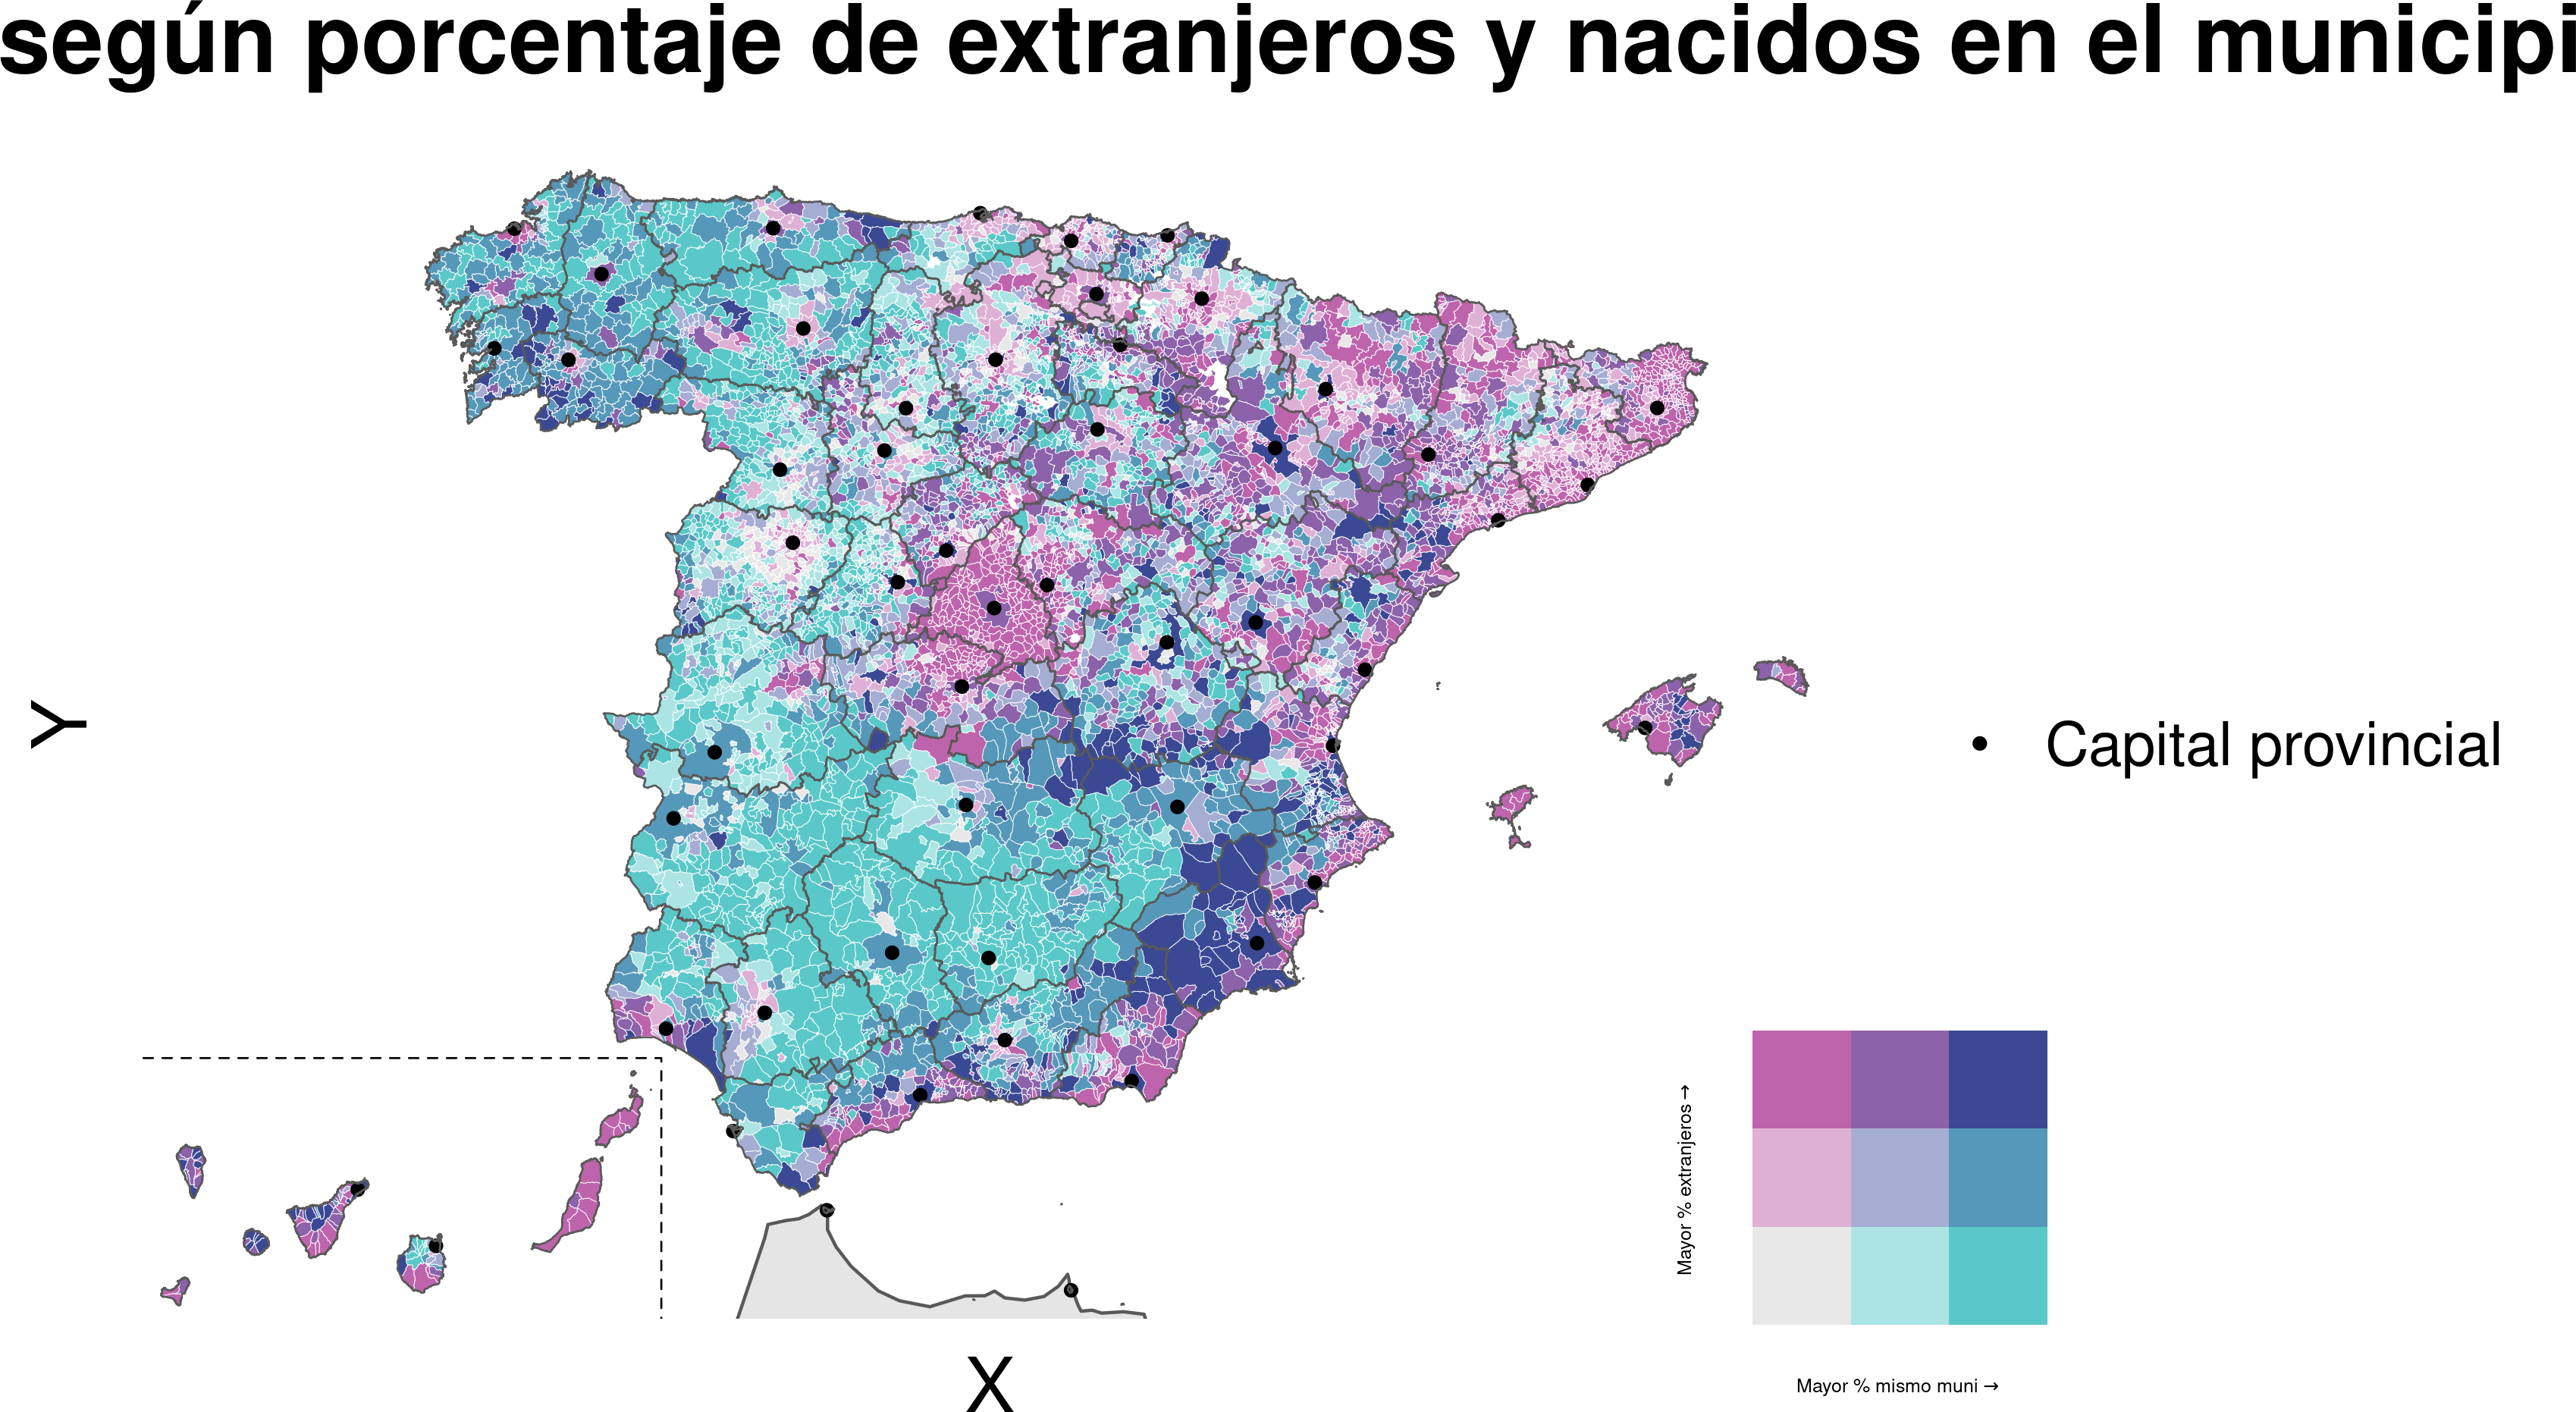 según porcentaje de extranjeros y nacidos en el municipi
Y
Capital provincial
Mayor % extranjeros →
Mayor % mismo muni →
X